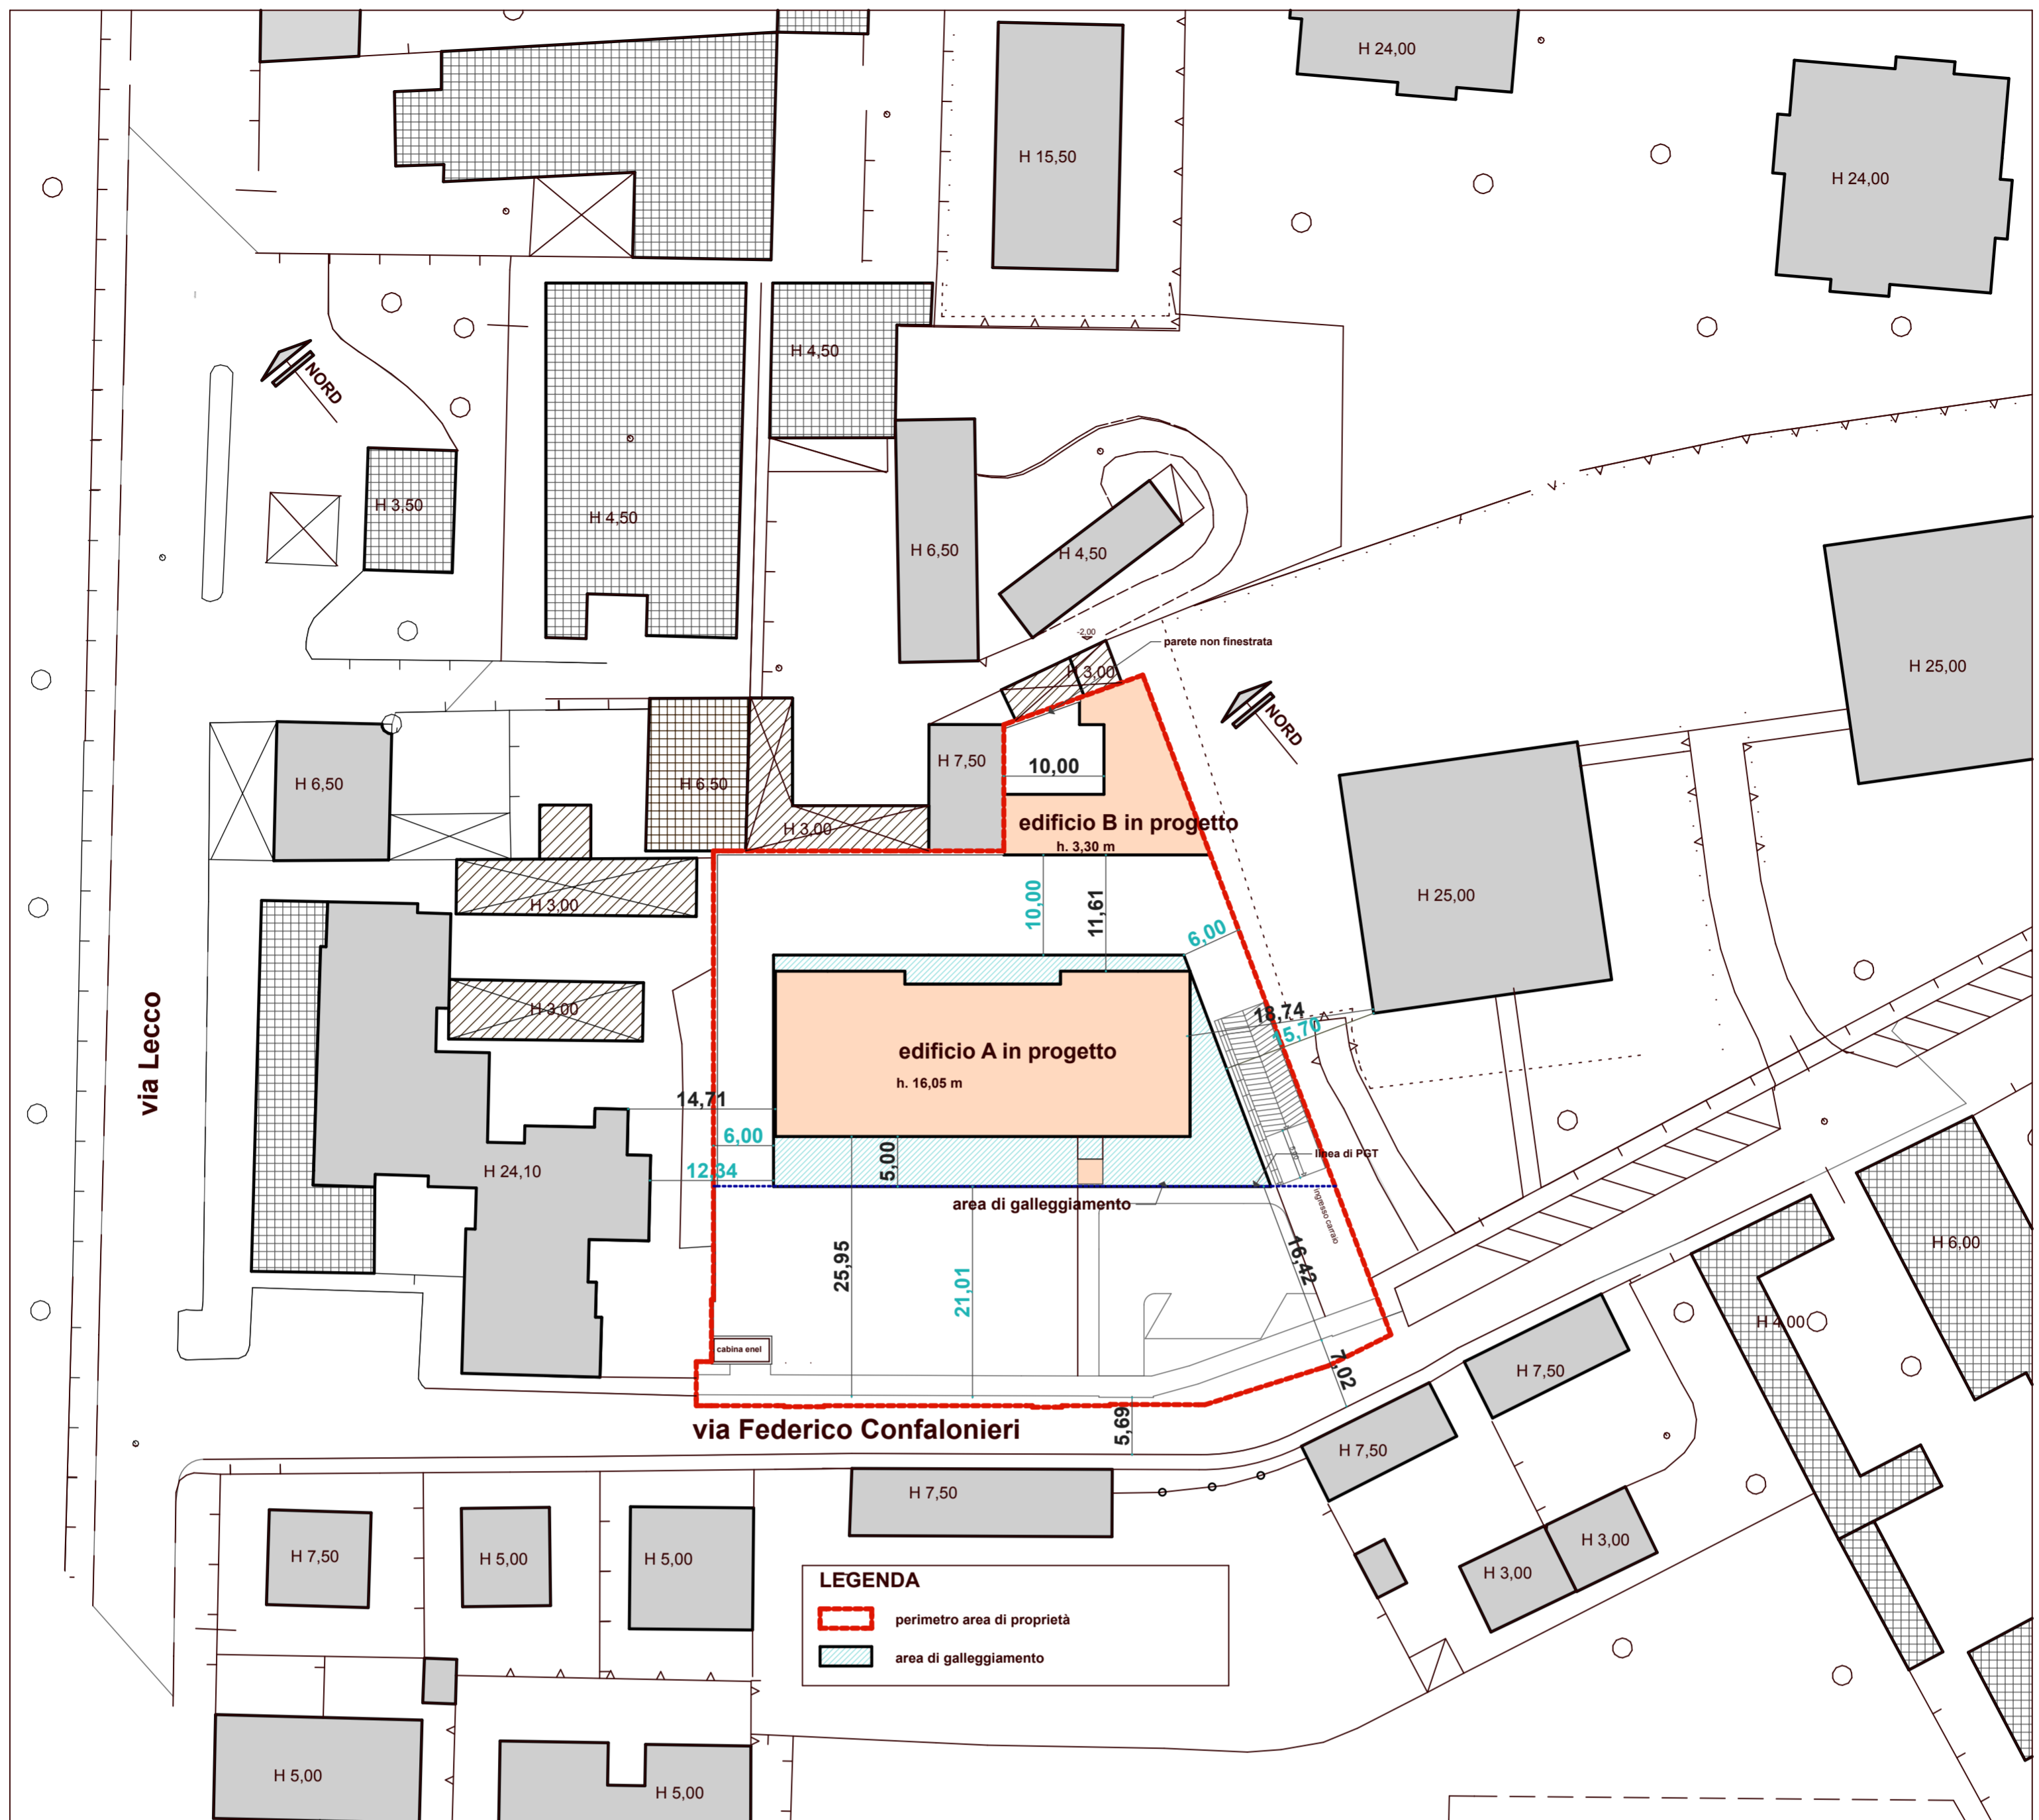 H 24,00
H 15,50
H 24,00
NORD
H 4,50
H 3,50
H 4,50
H 6,50
H 4,50
-2,00
parete non finestrata
H 3,00
H 25,00
NORD
H 6,50
H 6,50
H 7,50
10,00
H 3,00
edificio B in progetto
h. 3,30 m
H 25,00
H 3,00
10,00
11,61
6,00
H 3,00
18,74
15,70
via Lecco
edificio A in progetto
h. 16,05 m
14,71
6,00
5,00
12,34
H 24,10
linea di PGT
area di galleggiamento
ingresso carraio
25,95
21,01
16,42
H 6,00
H 4,00
cabina enel
7,02
H 7,50
5,69
via Federico Confalonieri
H 7,50
H 7,50
H 7,50
H 5,00
H 5,00
H 3,00
H 3,00
LEGENDA
perimetro area di proprietà
area di galleggiamento
H 5,00
H 5,00